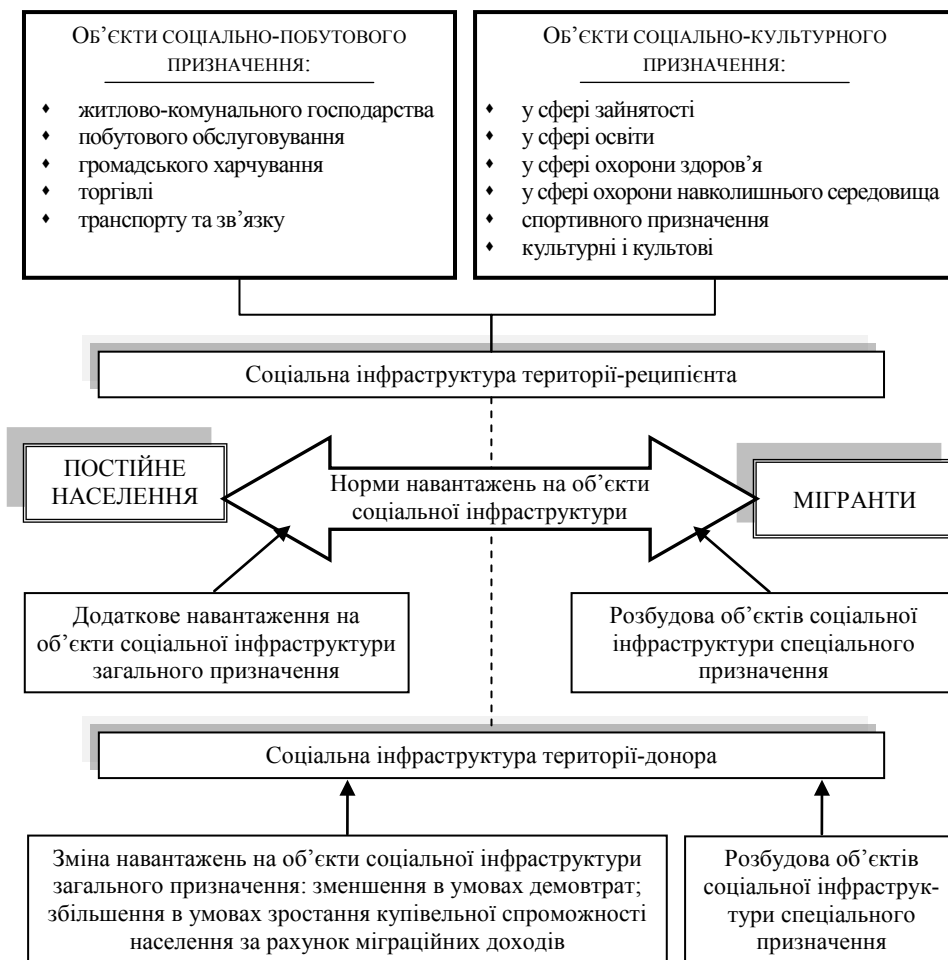 ОБ’ЄКТИ СОЦІАЛЬНО-ПОБУТОВОГО
ПРИЗНАЧЕННЯ:
житлово-комунального господарства
побутового обслуговування
громадського харчування
торгівлі
транспорту та зв’язку
ОБ’ЄКТИ СОЦІАЛЬНО-КУЛЬТУРНОГО
ПРИЗНАЧЕННЯ:
у сфері зайнятості
у сфері освіти
у сфері охорони здоров’я
у сфері охорони навколишнього середовища
спортивного призначення
культурні і культові
Соціальна інфраструктура території-реципієнта
ПОСТІЙНЕ
НАСЕЛЕННЯ
Норми навантажень на об’єкти
соціальної інфраструктури
МІГРАНТИ
Додаткове навантаження на
об’єкти соціальної інфраструктури
загального призначення
Розбудова об’єктів соціальної
інфраструктури спеціального
призначення
Соціальна інфраструктура території-донора
Зміна навантажень на об’єкти соціальної інфраструктури
загального призначення: зменшення в умовах демовтрат;
збільшення в умовах зростання купівельної спроможності
населення за рахунок міграційних доходів
Розбудова об’єктів
соціальної інфраструк-
тури спеціального
призначення